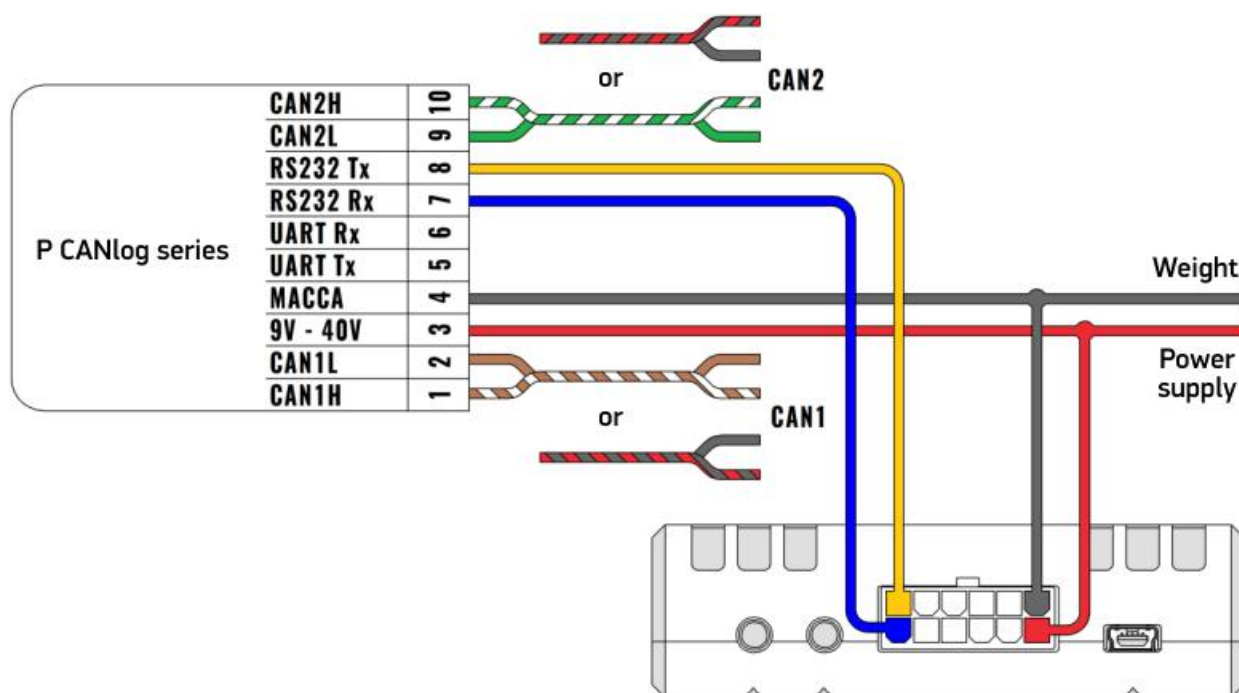 or
CAN2
CAN2H 10
CAN2L 9
RS232 Tx 8
RS232 Rx 7
UART Rx 6
UART Tx 5
MACCA 4
9V - 40V 3
CAN1L 2
CAN1H 1
P CANlog series
Weight
Power
supply
or
CAN1